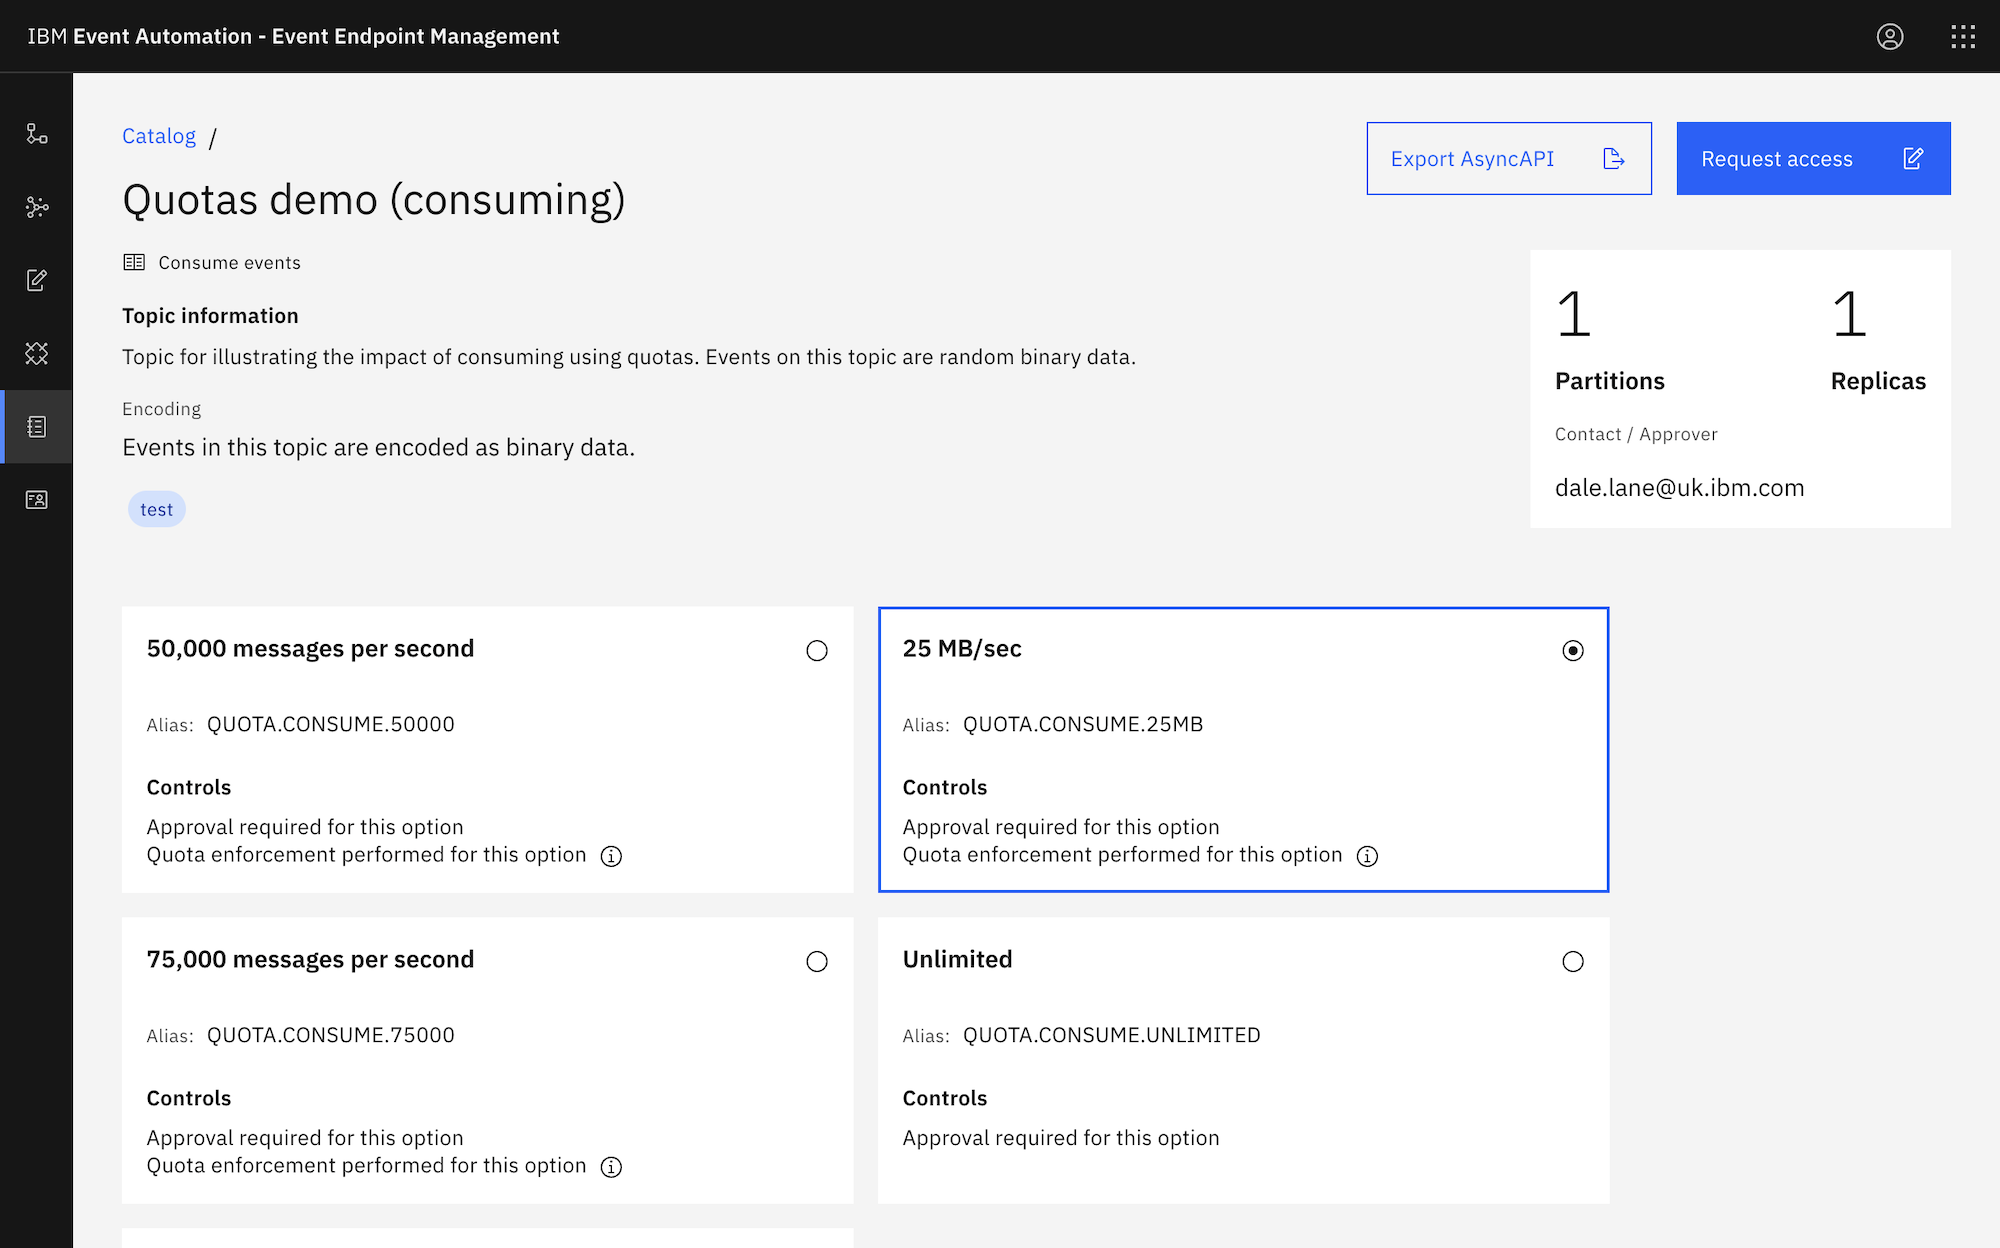 IBM Event Automation - Event Endpoint Management
Catalog /
Export AsyncAPI
Request access
Quotas demo (consuming)
Consume events
Topic information
Topic for illustrating the impact of consuming using quotas. Events on this topic are random binary data.
Encoding
Events in this topic are encoded as binary data.
test
1 1
Partitions Replicas
Contact / Approver
dale.lane@uk.ibm.com
50,000 messages per second
Alias: QUOTA.CONSUME.50000
Controls
Approval required for this option
Quota enforcement performed for this option
25 MB/sec
Alias: QUOTA.CONSUME.25MB
Controls
Approval required for this option
Quota enforcement performed for this option
75,000 messages per second
Alias: QUOTA.CONSUME.75000
Controls
Approval required for this option
Quota enforcement performed for this option
Unlimited
Alias: QUOTA.CONSUME.UNLIMITED
Controls
Approval required for this option